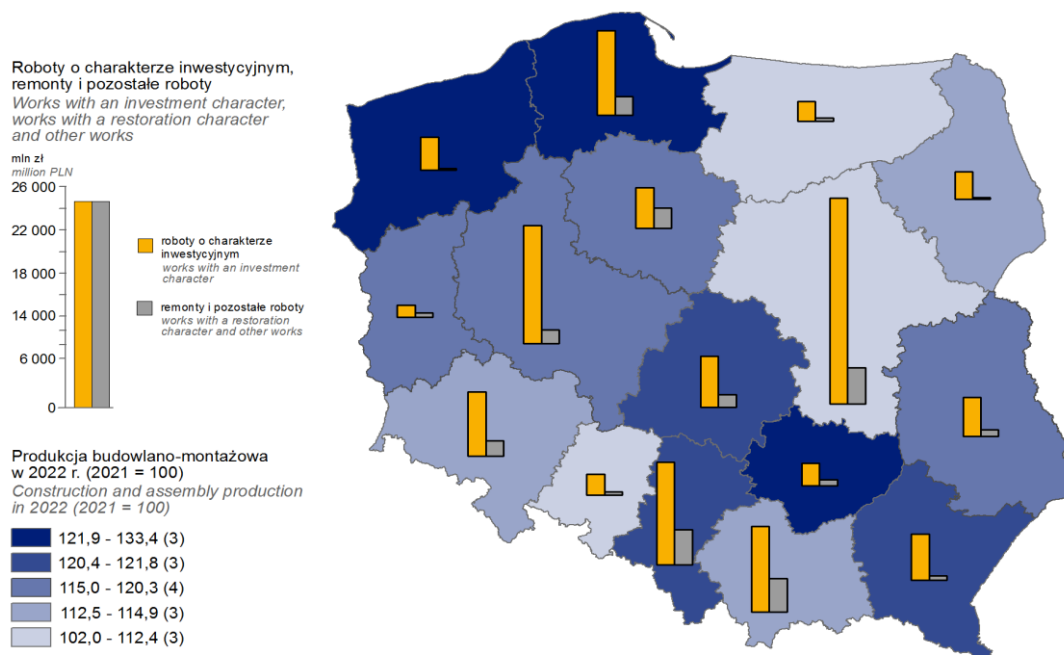 Roboty o charakterze inwestycyjnym,
remonty i pozostałe roboty
Works with an investment character,
works with a restoration character
and other works
mln zł
million PLN
26 000
22 000
18 000
14 000
6 000
0
roboty o charakterze
inwestycyjnym
works with an investment
character
remonty i pozostałe roboty
works with a restoration
character and other works
Produkcja budowlano-montażowa
w 2022 r. (2021 = 100)
Construction and assembly production
in 2022 (2021 = 100)
121,9 - 133,4 (3)
120,4 - 121,8 (3)
115,0 - 120,3 (4)
112,5 - 114,9 (3)
102,0 - 112,4 (3)